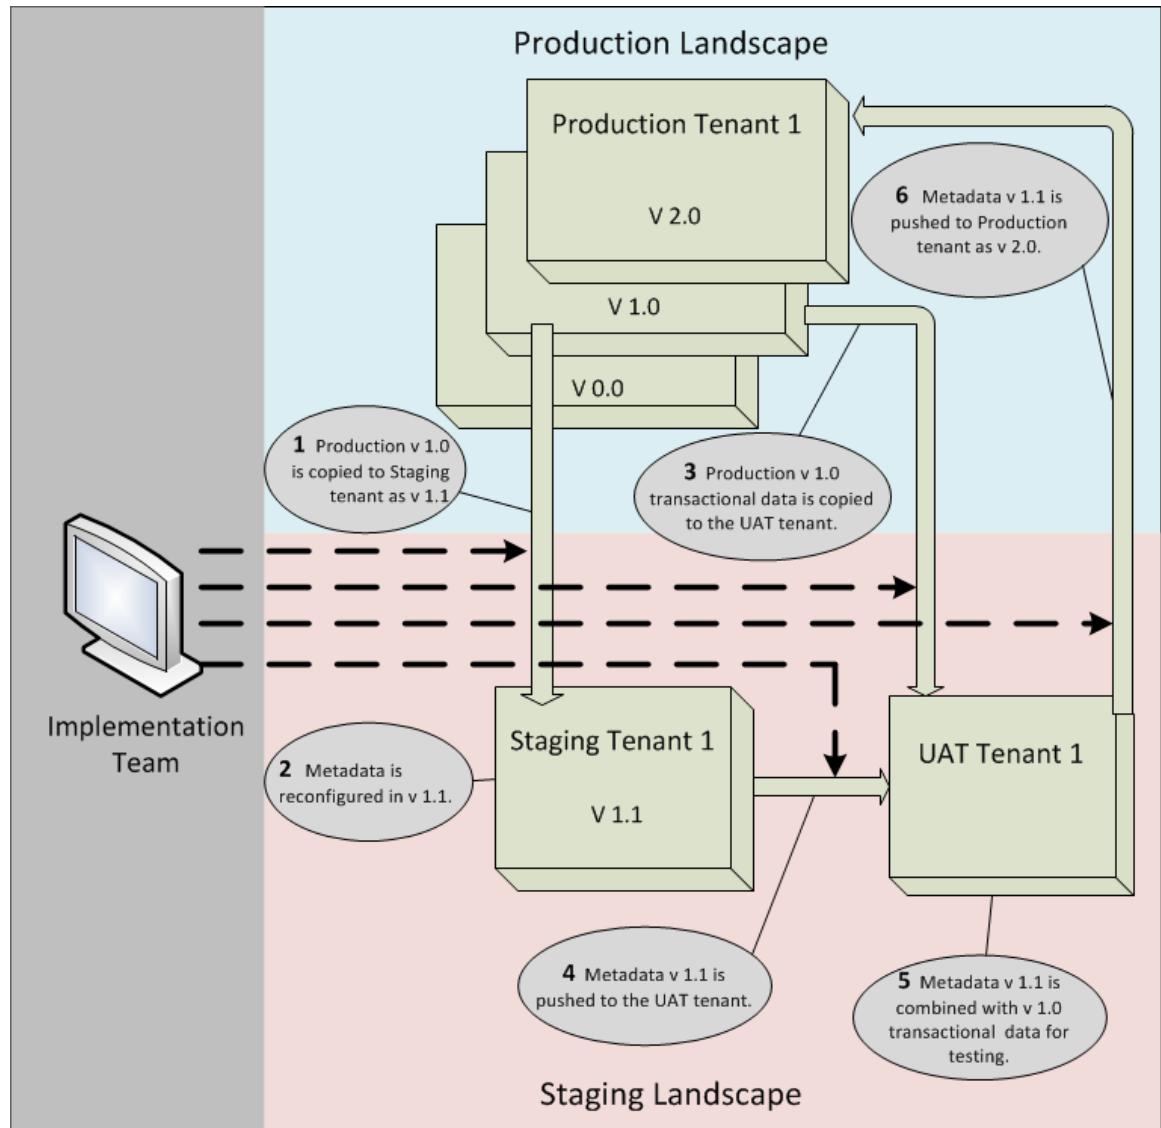 Production Landscape
Production Tenant 1
V 2.0
V 1.0
V 0.0
6 Metadata v 1.1 is
pushed to Production
tenant as v 2.0.
1 Production v 1.0
is copied to Staging
tenant as v 1.1
3 Production v 1.0
transactional data is copied
to the UAT tenant.
Implementation
Team
Staging Tenant 1
V 1.1
UAT Tenant 1
2 Metadata is
reconfigured in v 1.1.
4 Metadata v 1.1 is
pushed to the UAT tenant.
5 Metadata v 1.1 is
combined with v 1.0
transactional data for
testing.
Staging Landscape